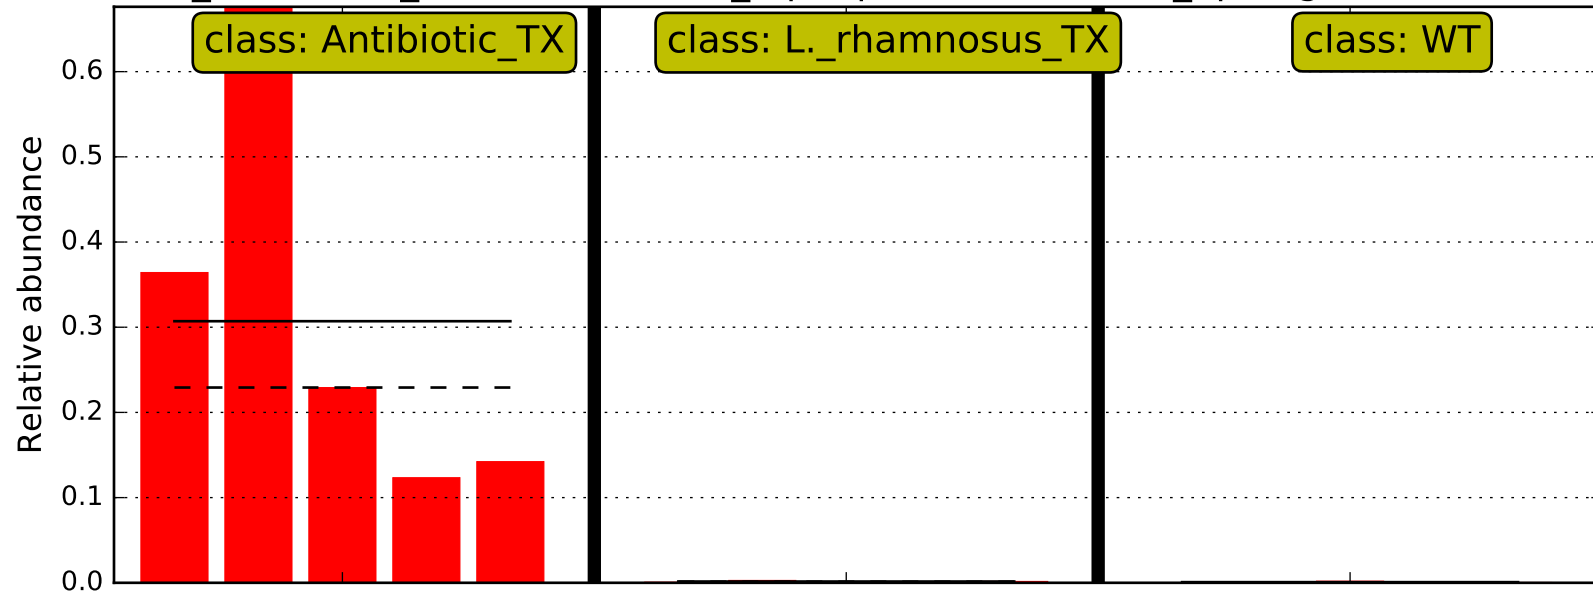 class: Antibiotic_TX
class: L._rhamnosus_TX
class: WT
Relative abundance
0.6
0.5
0.4
0.3
0.2
0.1
0.0